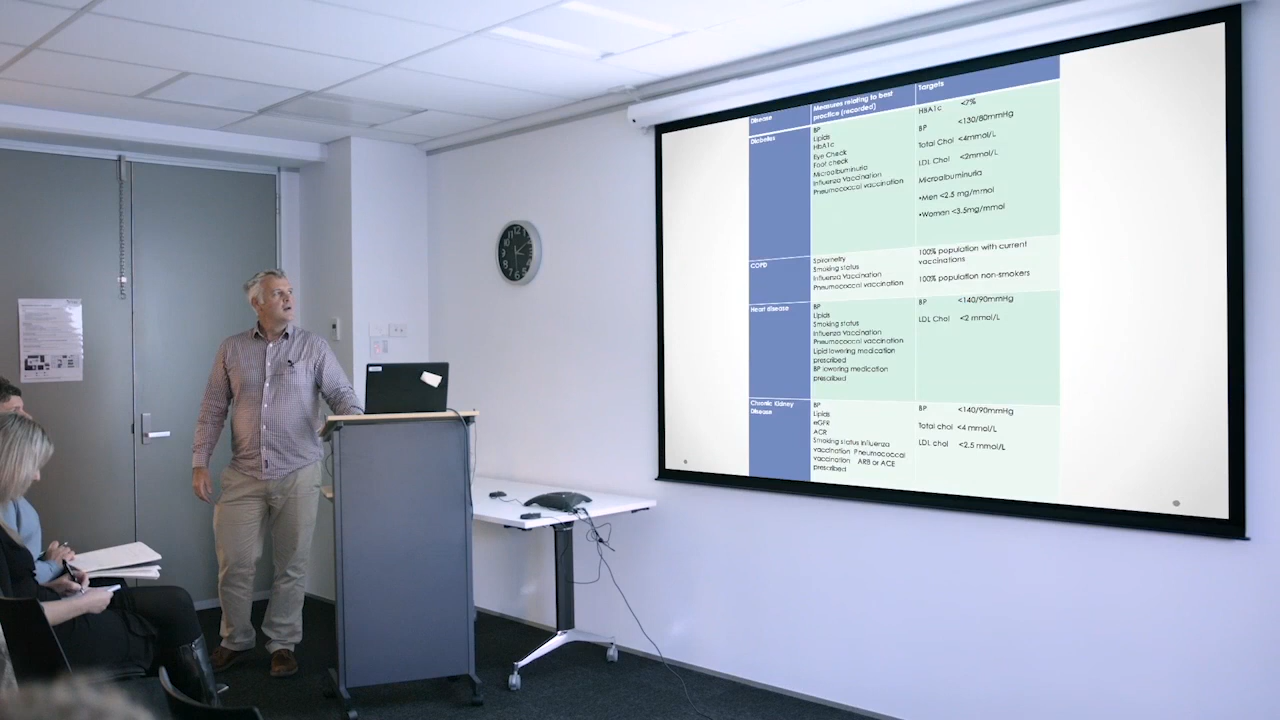 Disease
Measures relating to best
practice (recorded)
Targets
Diabetes
BP
Lipids
HbA1c
Eye Check
Foot check
Microalbuminuria
Influenza Vaccination
Pneumococcal vaccination
HBA1c <7%
BP <130/80mmHg
Total Chol <4mmol/L
LDL Chol <2mmol/L
Microalbuminuria
•Men <2.5 mg/mmol
•Women <3.5mg/mmol
COPD
Spirometry
Smoking status
Influenza Vaccination
Pneumococcal vaccination
100% population with current
vaccinations
100% population non-smokers
Heart disease
BP
Lipids
Smoking status
Influenza Vaccination
Pneumococcal vaccination
Lipid lowering medication
prescribed
BP lowering medication
prescribed
BP <140/90mmHg
LDL Chol <2 mmol/L
Chronic Kidney
Disease
BP
Lipids
eGFR
ACR
Smoking status Influenza
vaccination Pneumococcal
vaccination ARB or ACE
prescribed
BP <140/90mmHg
Total chol <4 mmol/L
LDL chol <2.5 mmol/L